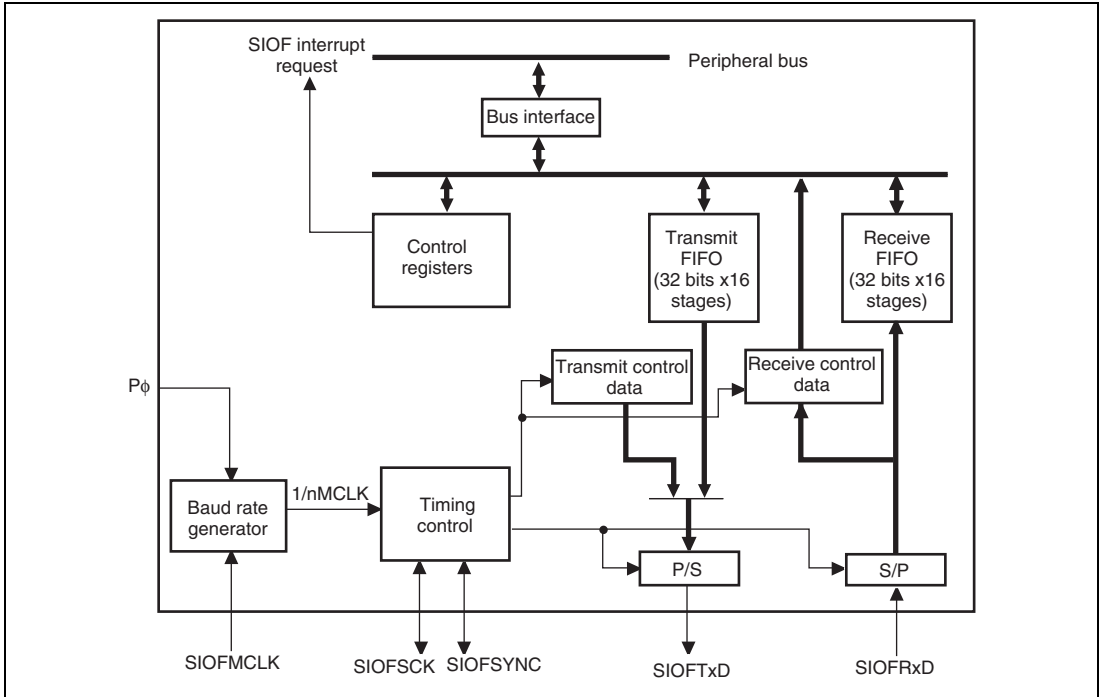 SIOF interrupt
request
Peripheral bus
Bus interface
Control
registers
Transmit
FIFO
(32 bits x16
stages)
Receive
FIFO
(32 bits x16
stages)
Transmit control
data
Receive control
data
Pϕ
Baud rate
generator
1/nMCLK
Timing
control
P/S
S/P
SIOFMCLK
SIOFSCK
SIOFSYNC
SIOFTxD
SIOFRxD